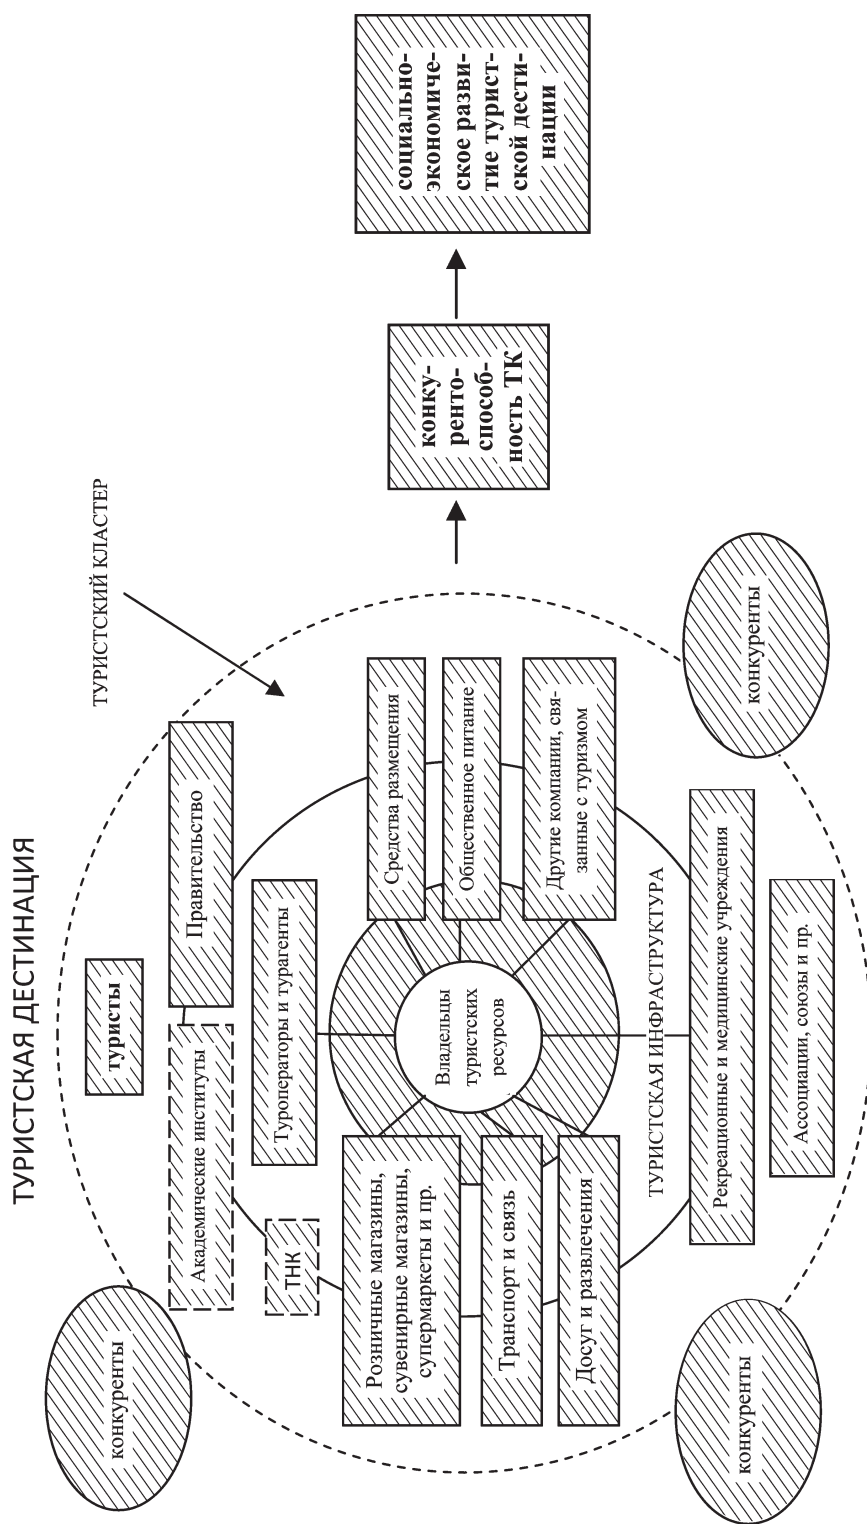 ТУРИСТСКАЯ ДЕСТИНАЦИЯ
ТУРИСТСКИЙ КЛАСТЕР
конкуренты
туристы
Академические институты
Правительство
ТНК
Туроператоры и турагенты
Розничные магазины,
сувенирные магазины,
супермаркеты и пр.
Транспорт и связь
Досуг и развлечения
Владельцы
туристских
ресурсов
Средства размещения
Общественное питание
Другие компании, свя-
занные с туризмом
ТУРИСТСКАЯ ИНФРАСТРУКТУРА
Рекреационные и медицинские учреждения
Ассоциации, союзы и пр.
конкуренты
конкуренты
конку-
ренто-
способ-
ность ТК
социально-
экономиче-
ское разви-
тие турист-
ской дести-
нации